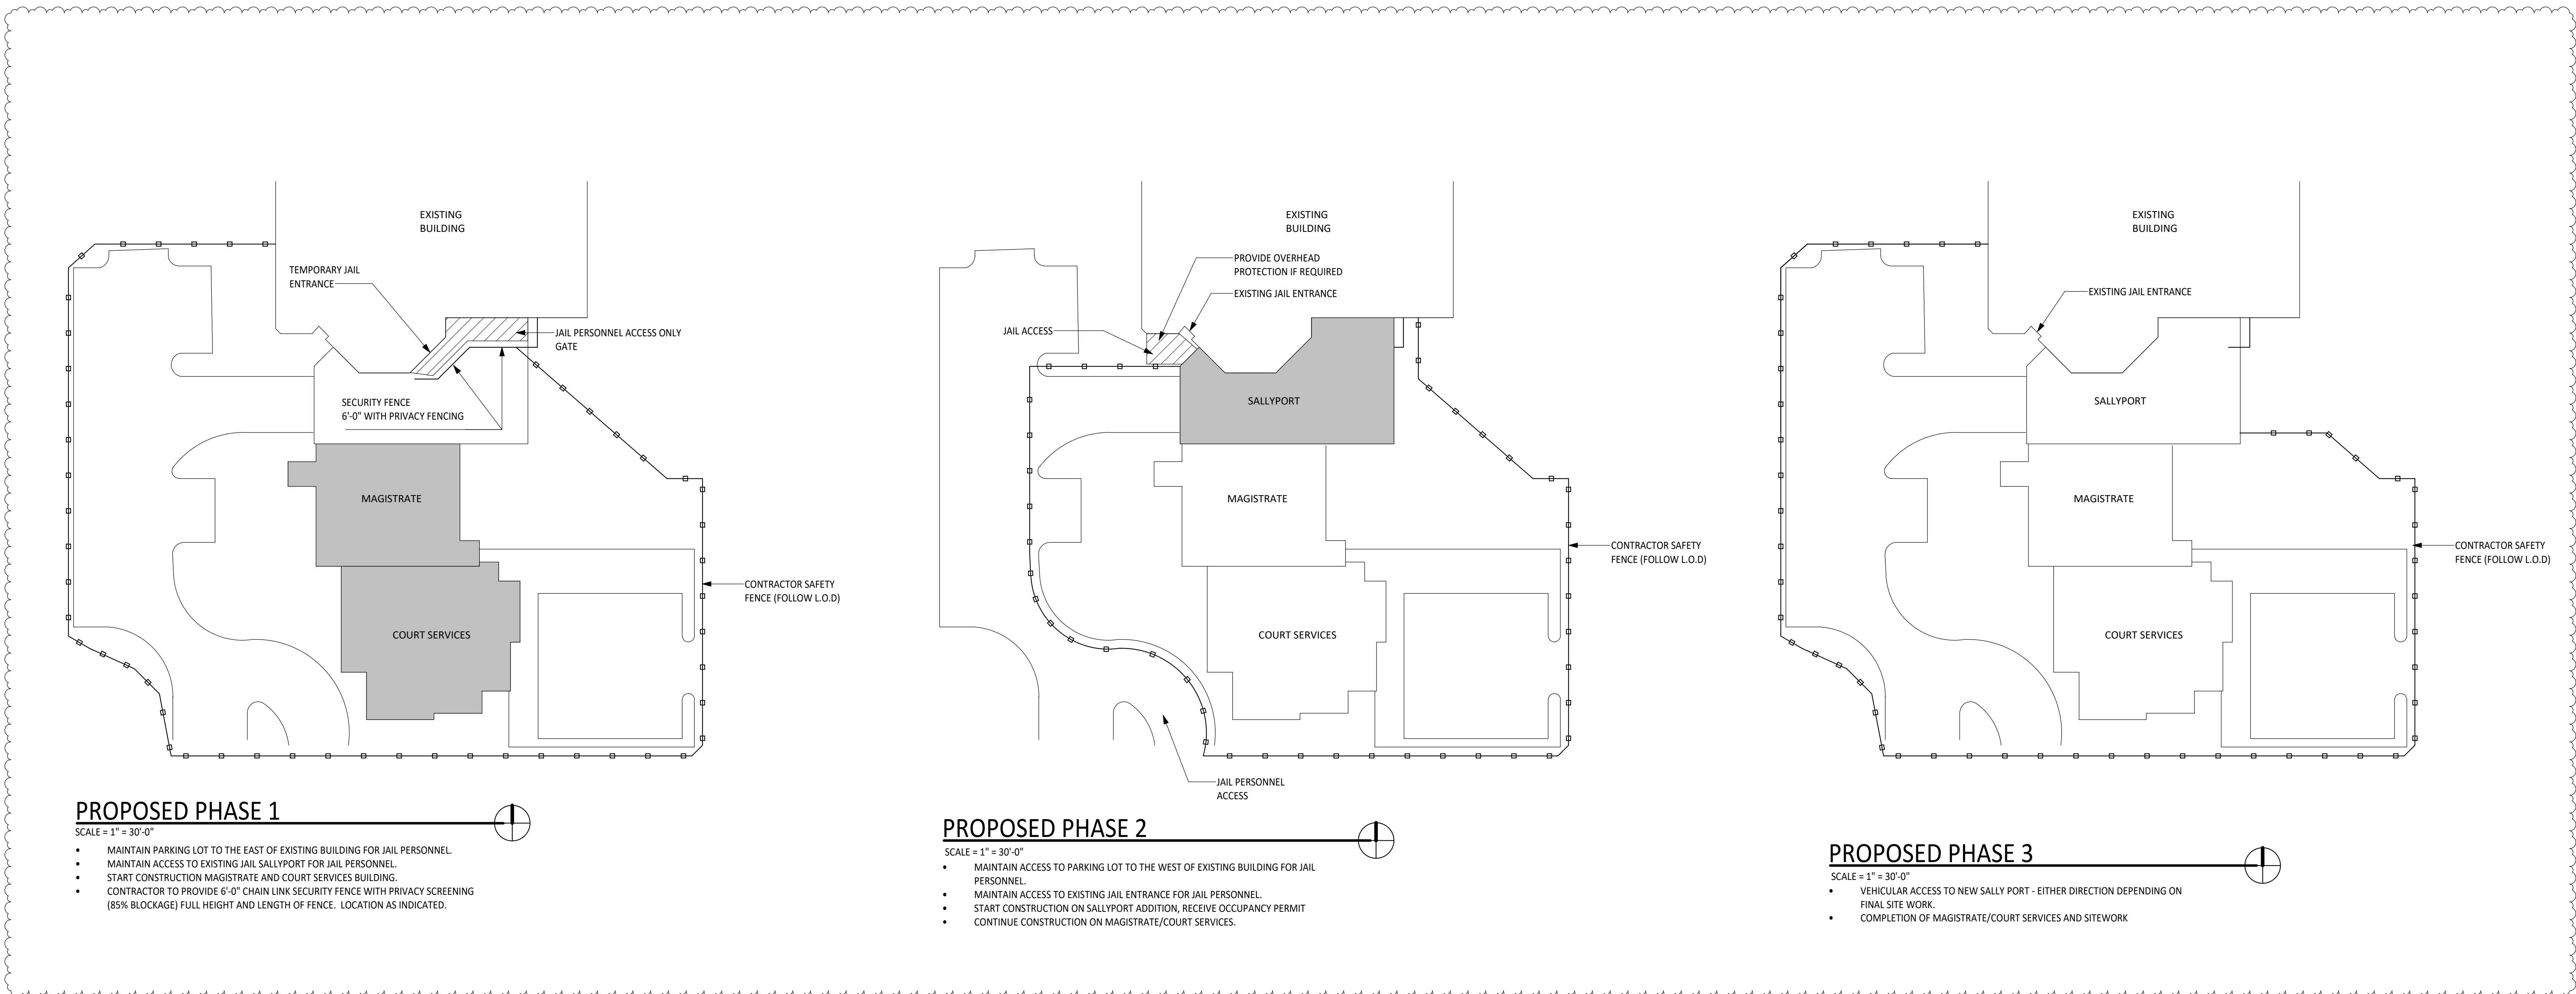 EXISTING
BUILDING
TEMPORARY JAIL
ENTRANCE
JAIL PERSONNEL ACCESS ONLY
GATE
SECURITY FENCE
6'-0" WITH PRIVACY FENCING
MAGISTRATE
COURT SERVICES
CONTRACTOR SAFETY
FENCE (FOLLOW L.O.D)
PROPOSED PHASE 1
SCALE = 1" = 30'-0"
• MAINTAIN PARKING LOT TO THE EAST OF EXISTING BUILDING FOR JAIL PERSONNEL.
• MAINTAIN ACCESS TO EXISTING JAIL SALLYPORT FOR JAIL PERSONNEL.
• START CONSTRUCTION MAGISTRATE AND COURT SERVICES BUILDING.
• CONTRACTOR TO PROVIDE 6'-0" CHAIN LINK SECURITY FENCE WITH PRIVACY SCREENING
(85% BLOCKAGE) FULL HEIGHT AND LENGTH OF FENCE. LOCATION AS INDICATED.
EXISTING
BUILDING
PROVIDE OVERHEAD
PROTECTION IF REQUIRED
EXISTING JAIL ENTRANCE
JAIL ACCESS
SALLYPORT
MAGISTRATE
CONTRACTOR SAFETY
FENCE (FOLLOW L.O.D)
COURT SERVICES
JAIL PERSONNEL
ACCESS
PROPOSED PHASE 2
SCALE = 1" = 30'-0"
• MAINTAIN ACCESS TO PARKING LOT TO THE WEST OF EXISTING BUILDING FOR JAIL
PERSONNEL.
• MAINTAIN ACCESS TO EXISTING JAIL ENTRANCE FOR JAIL PERSONNEL.
• START CONSTRUCTION ON SALLYPORT ADDITION, RECEIVE OCCUPANCY PERMIT
• CONTINUE CONSTRUCTION ON MAGISTRATE/COURT SERVICES.
EXISTING
BUILDING
EXISTING JAIL ENTRANCE
SALLYPORT
MAGISTRATE
CONTRACTOR SAFETY
FENCE (FOLLOW L.O.D)
COURT SERVICES
PROPOSED PHASE 3
SCALE = 1" = 30'-0"
• VEHICULAR ACCESS TO NEW SALLY PORT - EITHER DIRECTION DEPENDING ON
FINAL SITE WORK.
• COMPLETION OF MAGISTRATE/COURT SERVICES AND SITEWORK